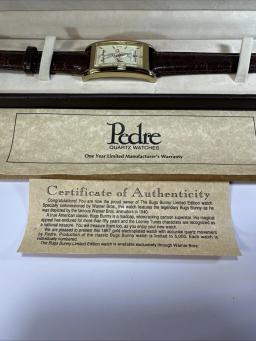 Pedre
QUARTZ WATCHES
One Year Limited Manufacturer's Warranty
Certificate of Authenticity
Congratulations! You are now the proud owner of The Bugs Bunny Limited Edition watch.
Specially commissioned by Warner Bros., this watch features the legendary Bugs Bunny as he
was depicted by the famous Warner Bros. animators in 1940.
A true American classic, Bugs Bunny is a madcap, wisecracking cartoon superstar. His magical
appeal has endured for more than fifty years and the Looney Tunes characters are recognized as
a national treasure. You will treasure them too, as you enjoy your new watch.
We are pleased to present this gold electroplated watch with accurate quartz movement
by Pedre. Production of the classic Bugs Bunny watch is limited to Each watch is
individually numbered.
The Bugs Bunny Limited Edition watch is available exclusively through Warner Bros.